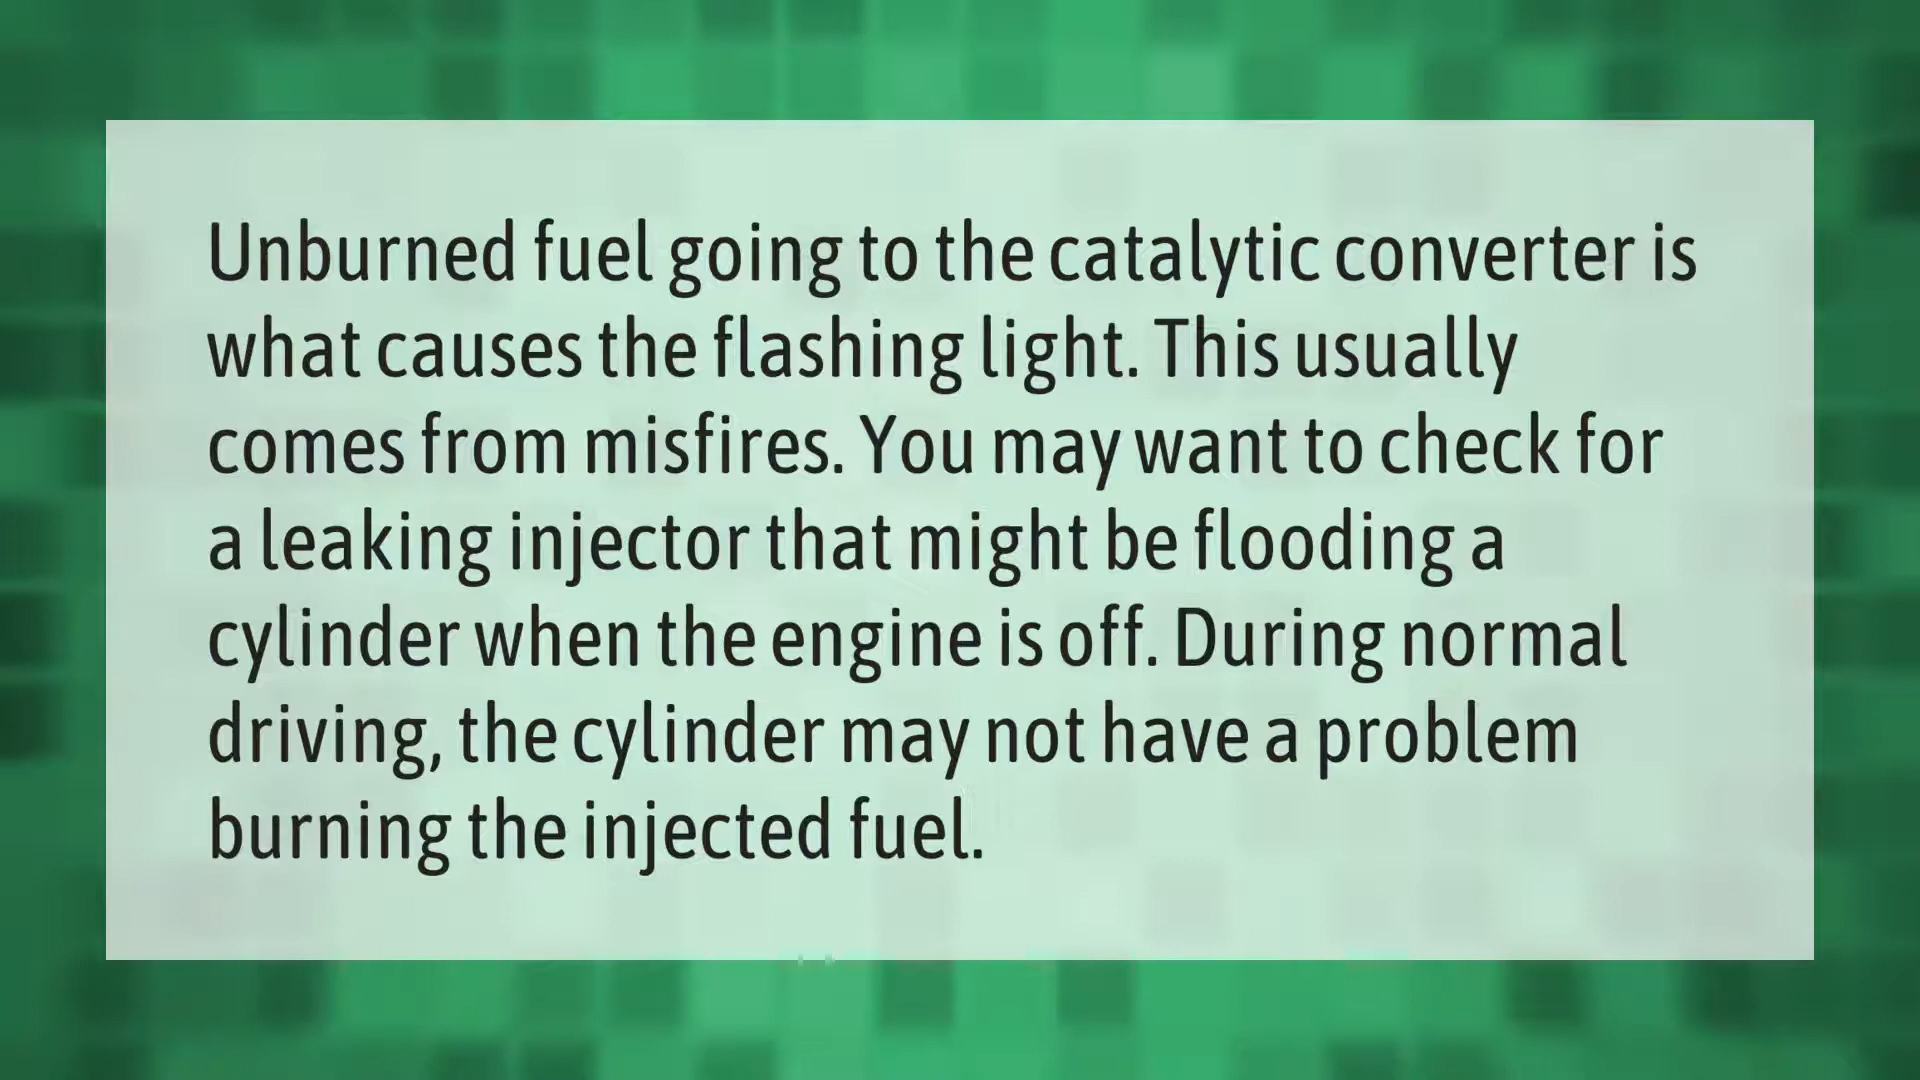 Unburned fuel going to the catalytic converter is
what causes the flashing light. This usually
comes from misfires. You may want to check for
a leaking injector that might be flooding a
cylinder when the engine is off. During normal
driving, the cylinder may not have a problem
burning the injected fuel.